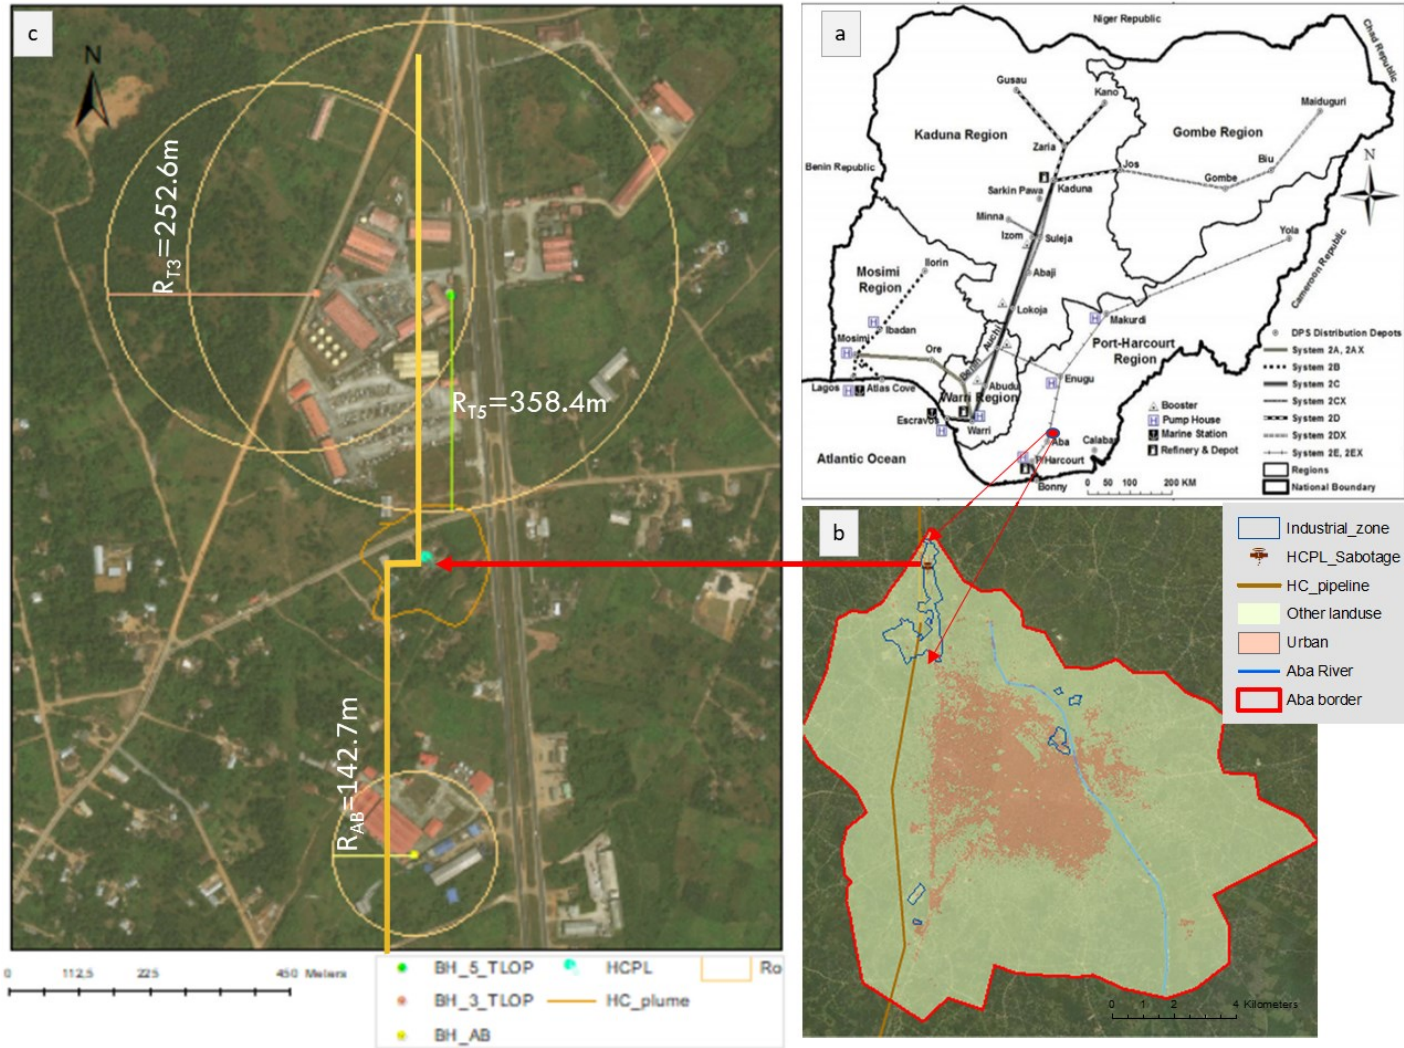 c
N
R_T3=252.6m
R_T5=358.4m
R_AB=142.7m
0 112.5 225 450 Meters
BH_5_TLOP
HCPL
Ro
BH_3_TLOP
HC_plume
BH_AB
a
Niger Republic
Chad Republic
Gusau
Kano
Maiduguri
Kaduna Region
Gombe Region
Zaria
Benin Republic
Jos
Biu
N
Kaduna
Gombe
Sarkin Pawa
Minna
Izom
Suleja
Yola
Mosimi
Region
Ilorin
Abaji
Cameroon Republic
Lokoja
Makurdi
Ibadan
Mosimi
Auchi
Port-Harcourt
Region
Ore
Benin
Enugu
Lagos
Atlas Cove
Abudu
Warri Region
Escravos
Warri
Aba
Calabar
P/Harcourt
Atlantic Ocean
Bonny
Booster
Pump House
Marine Station
Refinery & Depot
0 50 100 200 KM
DPS Distribution Depots
System 2A, 2AX
System 2B
System 2C
System 2CX
System 2D
System 2DX
System 2E, 2EX
Regions
National Boundary
b
Industrial_zone
HCPL_Sabotage
HC_pipeline
Other landuse
Urban
Aba River
Aba border
0 1 2 4 Kilometers